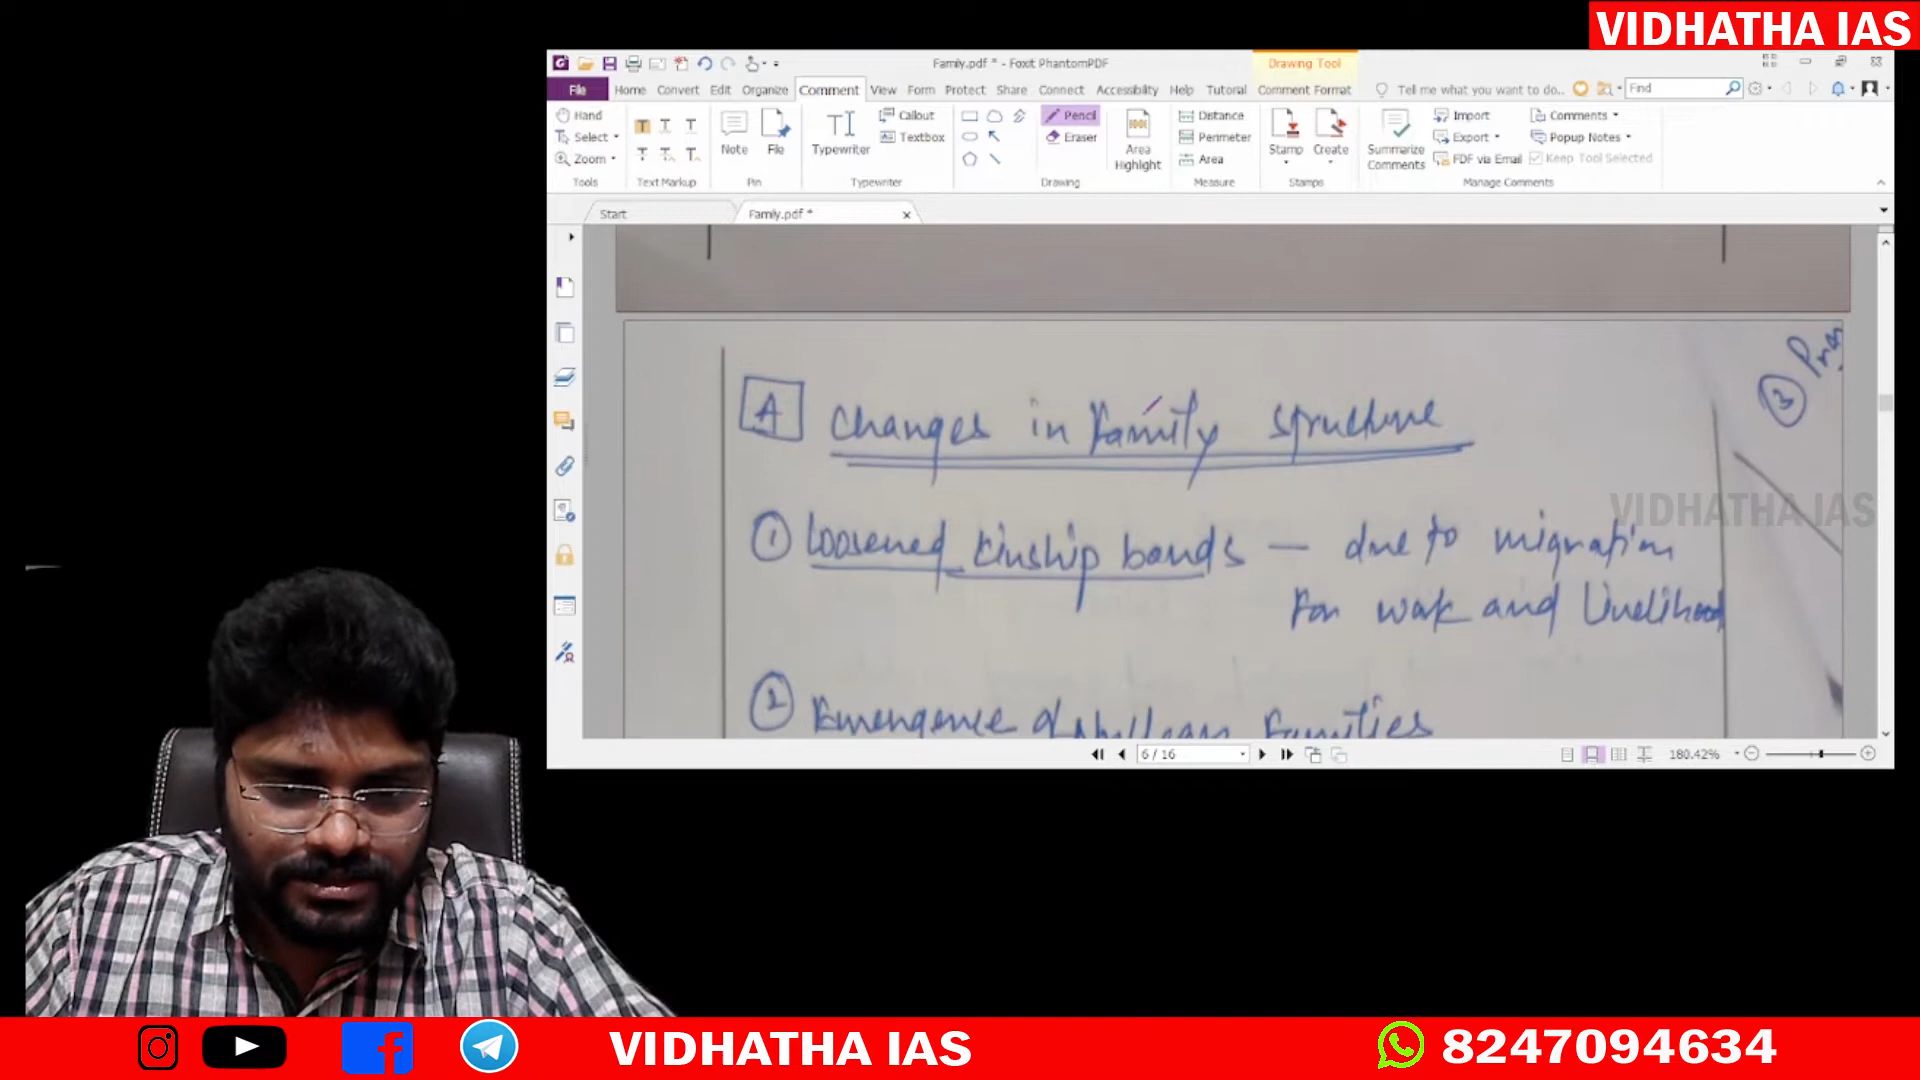 VIDHATHA IAS
Family.pdf * - Foxit PhantomPDF
Drawing Tool
File Home Convert Edit Organize Comment View Form Protect Share Connect Accessibility Help Tutorial Comment Format Tell me what you want to do.. Find
Hand
Select
Zoom
Tools
Text Markup
Note
File
Pin
Typewriter
Callout
Textbox
Typewriter
Pencil
Eraser
Drawing
Area Highlight
Distance
Perimeter
Area
Measure
Stamp
Create
Stamps
Summarize Comments
Import
Export
FDF via Email
Comments
Popup Notes
Keep Tool Selected
Manage Comments
Start
Family.pdf *
A Changes in Family structure
3
1 Loosened kinship bonds — due to migration
for work and Livelihood
VIDHATHA IAS
2 Emergence of Nuclear Families
6 / 16
180.42%
VIDHATHA IAS
8247094634